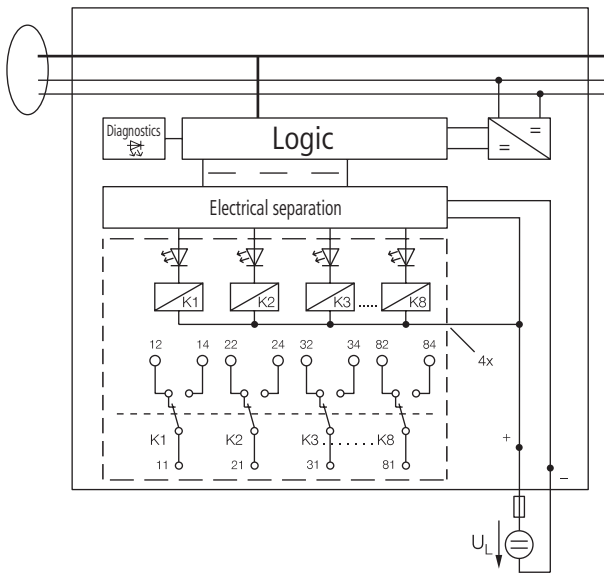 Diagnostics
Logic
=
=
Electrical separation
K1 K2 K3 ..... K8
12 14 22 24 32 34 82 84
4x
K1 K2 K3 . . . . . . . . K8
+
11 21 31 81
–
UL